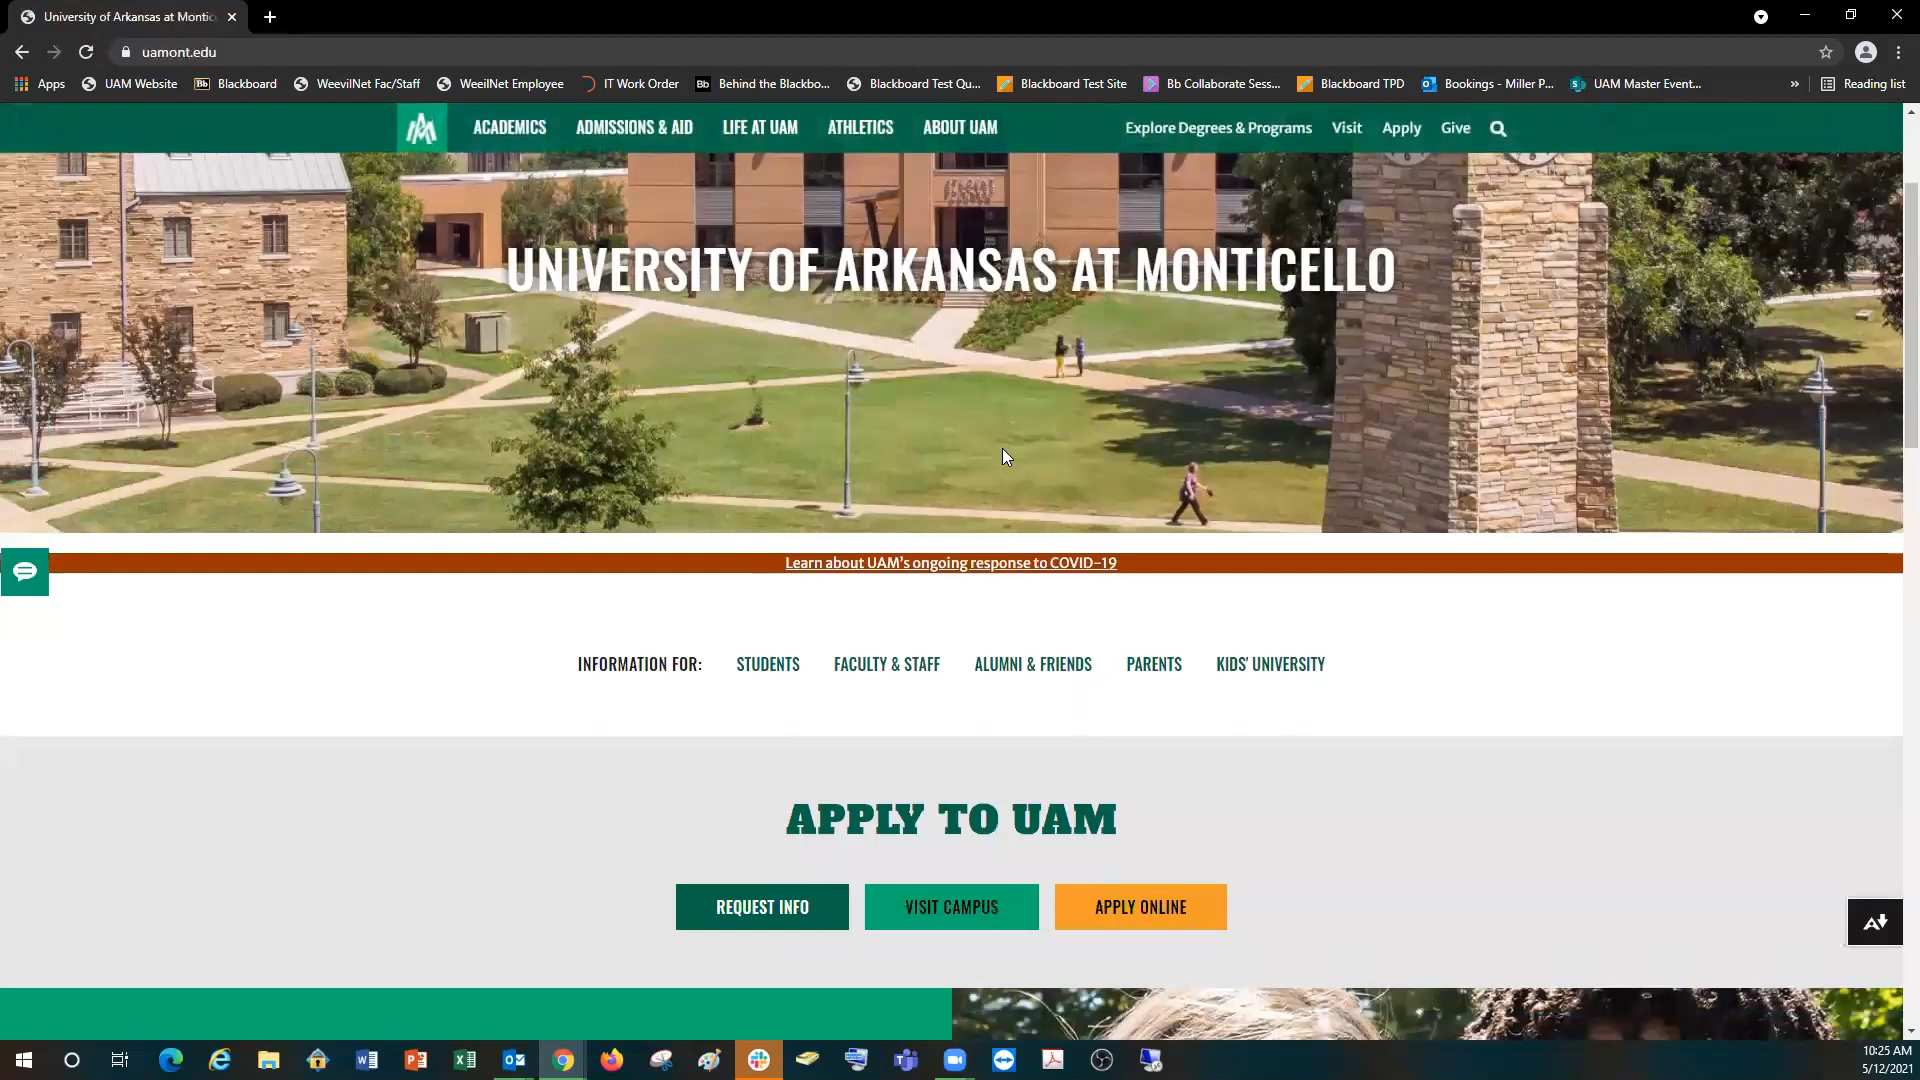 University of Arkansas at Montic
uamont.edu
Apps UAM Website Blackboard WeevilNet Fac/Staff WeeilNet Employee IT Work Order Behind the Blackbo... Blackboard Test Qu... Blackboard Test Site Bb Collaborate Sess... Blackboard TPD Bookings - Miller P... UAM Master Event... » Reading list
ACADEMICS ADMISSIONS & AID LIFE AT UAM ATHLETICS ABOUT UAM Explore Degrees & Programs Visit Apply Give
UNIVERSITY OF ARKANSAS AT MONTICELLO
Learn about UAM's ongoing response to COVID-19
INFORMATION FOR: STUDENTS FACULTY & STAFF ALUMNI & FRIENDS PARENTS KIDS' UNIVERSITY
APPLY TO UAM
REQUEST INFO VISIT CAMPUS APPLY ONLINE
10:25 AM
5/12/2021